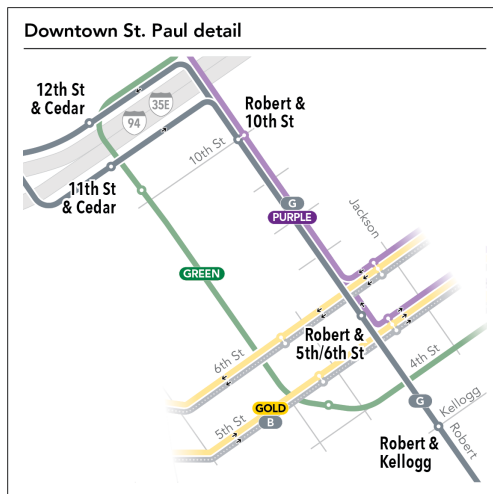 Downtown St. Paul detail
12th St
& Cedar
35E
94
Robert &
10th St
10th St
11th St
& Cedar
G
PURPLE
Jackson
GREEN
Robert &
5th/6th St
6th St
4th St
GOLD
B
5th St
G
Kellogg
Robert
Robert &
Kellogg